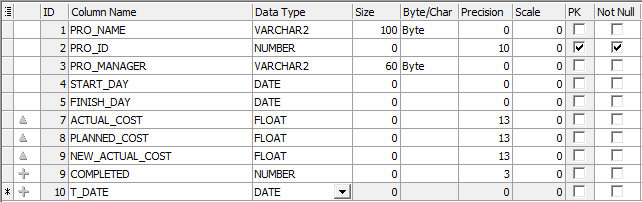 ID Column Name Data Type Size Byte/Char Precision Scale PK Not Null
1 PRO_NAME VARCHAR2 100 Byte 0 0
2 PRO_ID NUMBER 0 10 0
3 PRO_MANAGER VARCHAR2 60 Byte 0 0
4 START_DAY DATE 0 0 0
5 FINISH_DAY DATE 0 0 0
7 ACTUAL_COST FLOAT 0 13 0
8 PLANNED_COST FLOAT 0 13 0
9 NEW_ACTUAL_COST FLOAT 0 13 0
9 COMPLETED NUMBER 0 3 0
* 10 T_DATE DATE 0 0 0